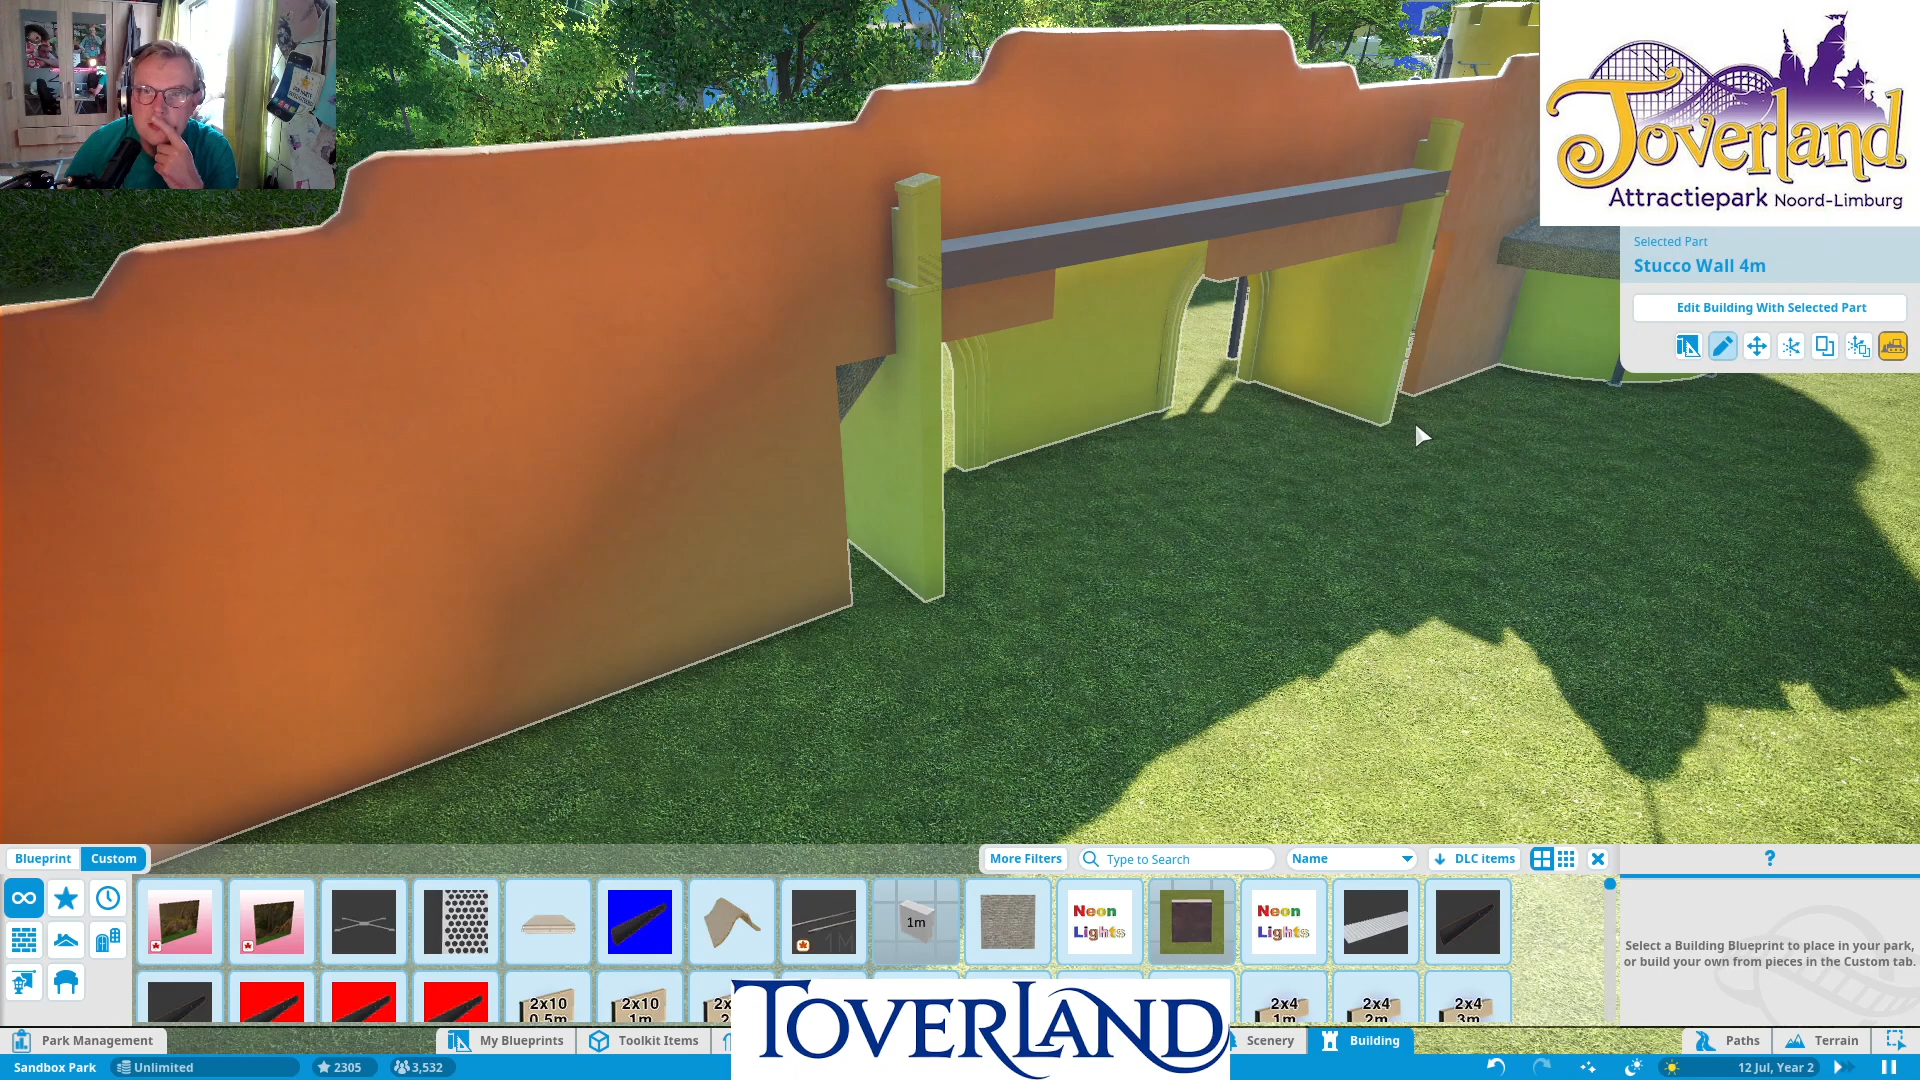 Toverland
Attractiepark Noord-Limburg
Selected Part
Stucco Wall 4m
Edit Building With Selected Part
Blueprint
Custom
More Filters
Type to Search
Name
DLC items
?
1M
1m
Neon
Lights
Neon
Lights
2x10
0.5m
2x10
1m
2x4
1m
2x4
2m
2x4
3m
Select a Building Blueprint to place in your park,
or build your own from pieces in the Custom tab.
TOVERLAND
Park Management
My Blueprints
Toolkit Items
Scenery
Building
Paths
Terrain
Sandbox Park
Unlimited
2305
3,532
12 Jul, Year 2